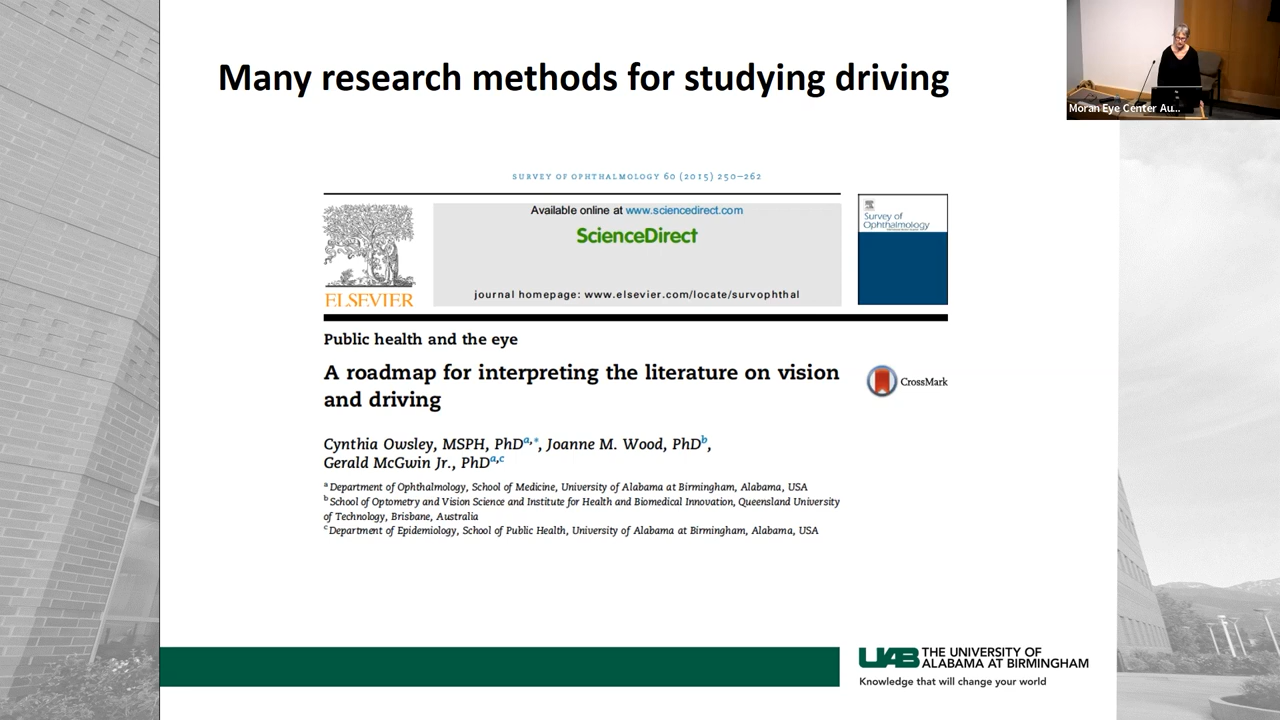 Many research methods for studying driving
Moran Eye Center Au...
SURVEY OF OPHTHALMOLOGY 60 (2015) 250–262
Available online at www.sciencedirect.com
ScienceDirect
journal homepage: www.elsevier.com/locate/survophthal
ELSEVIER
Survey of
Ophthalmology
Public health and the eye
A roadmap for interpreting the literature on vision
and driving
CrossMark
Cynthia Owsley, MSPH, PhDa,*, Joanne M. Wood, PhDb,
Gerald McGwin Jr., PhDa,c
a Department of Ophthalmology, School of Medicine, University of Alabama at Birmingham, Alabama, USA
b School of Optometry and Vision Science and Institute for Health and Biomedical Innovation, Queensland University
of Technology, Brisbane, Australia
c Department of Epidemiology, School of Public Health, University of Alabama at Birmingham, Alabama, USA
UAB THE UNIVERSITY OF
ALABAMA AT BIRMINGHAM
Knowledge that will change your world